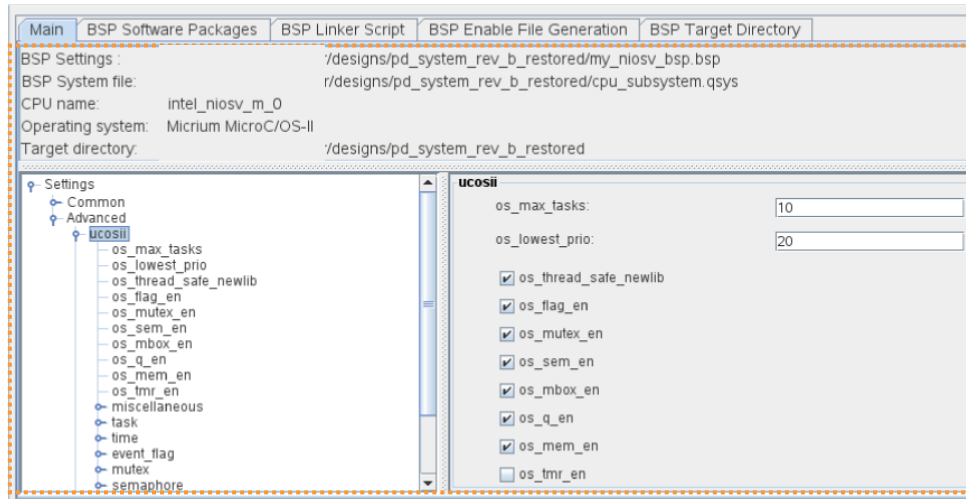 Main BSP Software Packages BSP Linker Script BSP Enable File Generation BSP Target Directory
BSP Settings : /designs/pd_system_rev_b_restored/my_niosv_bsp.bsp
BSP System file: r/designs/pd_system_rev_b_restored/cpu_subsystem.qsys
CPU name: intel_niosv_m_0
Operating system: Micrium MicroC/OS-II
Target directory: /designs/pd_system_rev_b_restored
Settings
Common
Advanced
ucosii
os_max_tasks
os_lowest_prio
os_thread_safe_newlib
os_flag_en
os_mutex_en
os_sem_en
os_mbox_en
os_q_en
os_mem_en
os_tmr_en
miscellaneous
task
time
event_flag
mutex
semaphore
ucosii
os_max_tasks: 10
os_lowest_prio: 20
os_thread_safe_newlib
os_flag_en
os_mutex_en
os_sem_en
os_mbox_en
os_q_en
os_mem_en
os_tmr_en